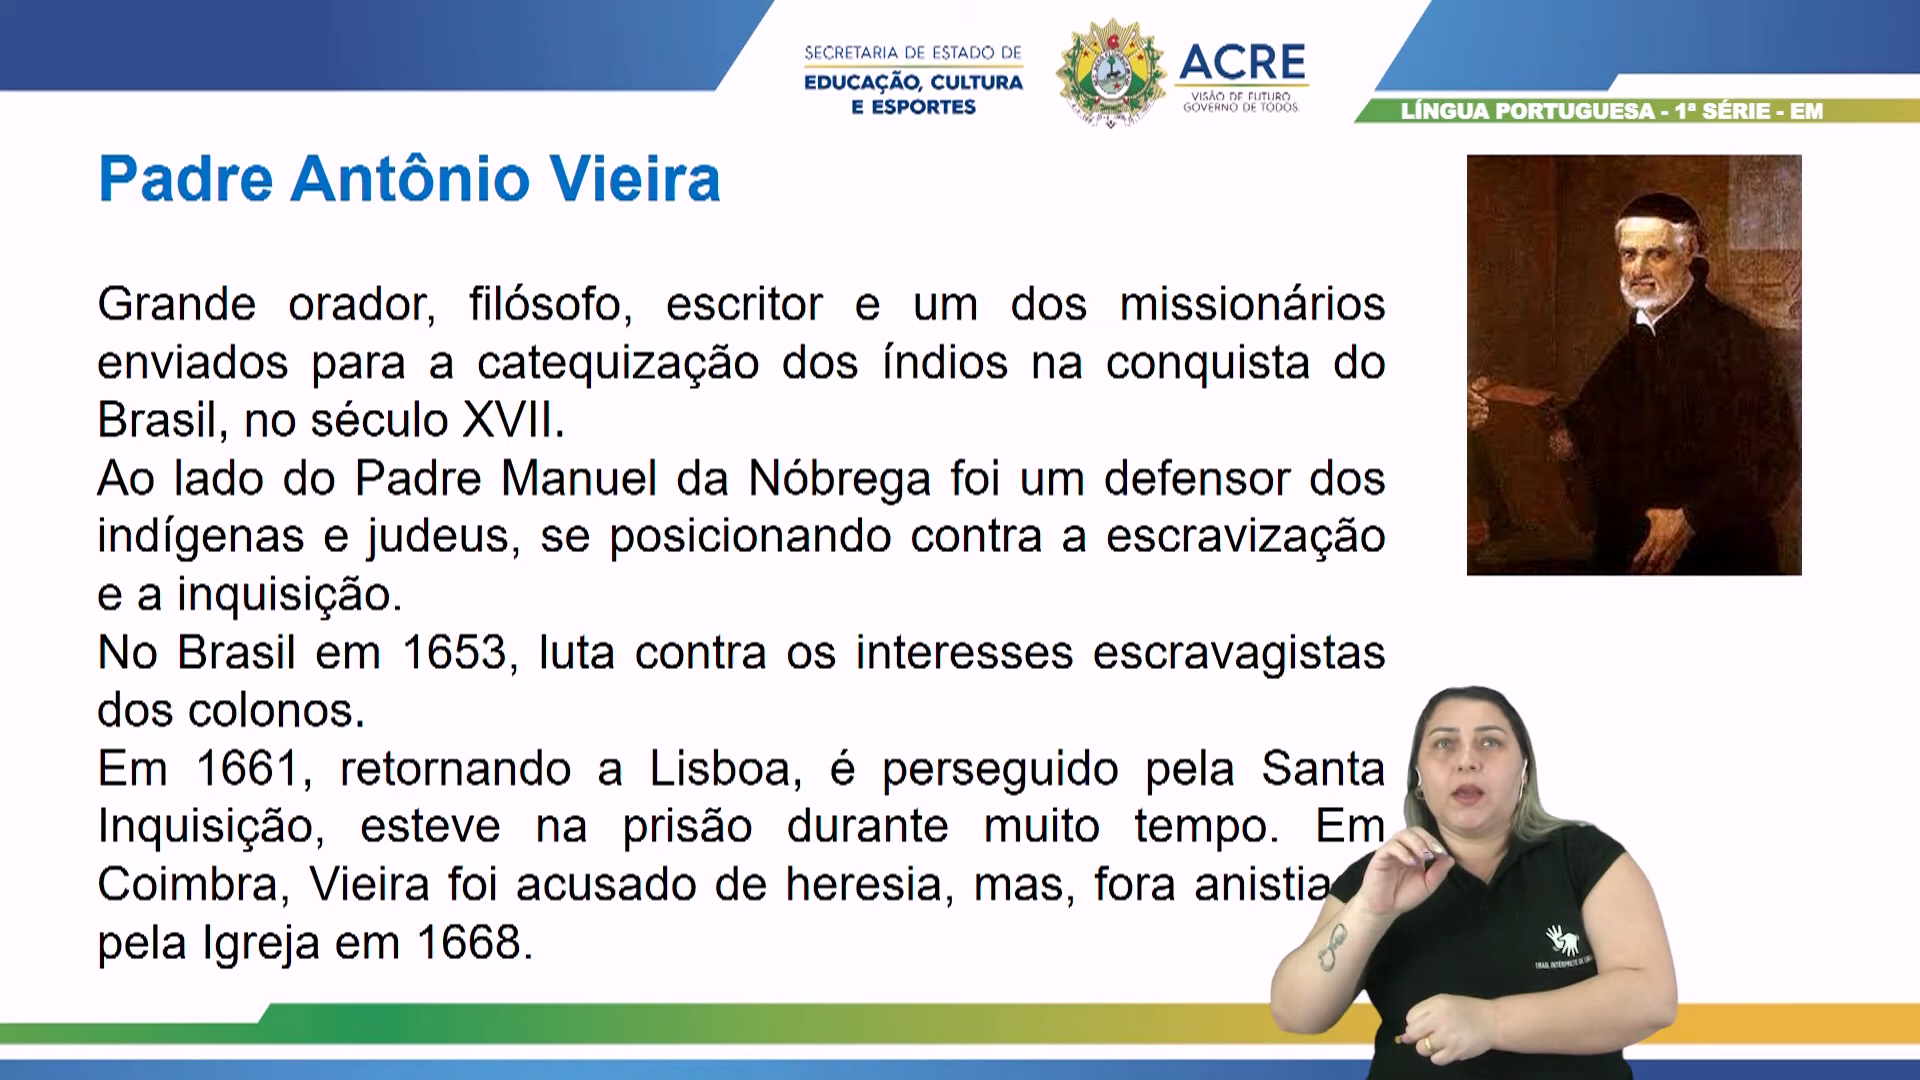 SECRETARIA DE ESTADO DE
EDUCAÇÃO, CULTURA
E ESPORTES
ACRE
VISÃO DE FUTURO
GOVERNO DE TODOS
LÍNGUA PORTUGUESA - 1ª SÉRIE - EM
Padre Antônio Vieira
Grande orador, filósofo, escritor e um dos missionários
enviados para a catequização dos índios na conquista do
Brasil, no século XVII.
Ao lado do Padre Manuel da Nóbrega foi um defensor dos
indígenas e judeus, se posicionando contra a escravização
e a inquisição.
No Brasil em 1653, luta contra os interesses escravagistas
dos colonos.
Em 1661, retornando a Lisboa, é perseguido pela Santa
Inquisição, esteve na prisão durante muito tempo. Em
Coimbra, Vieira foi acusado de heresia, mas, fora
pela Igreja em 1668.